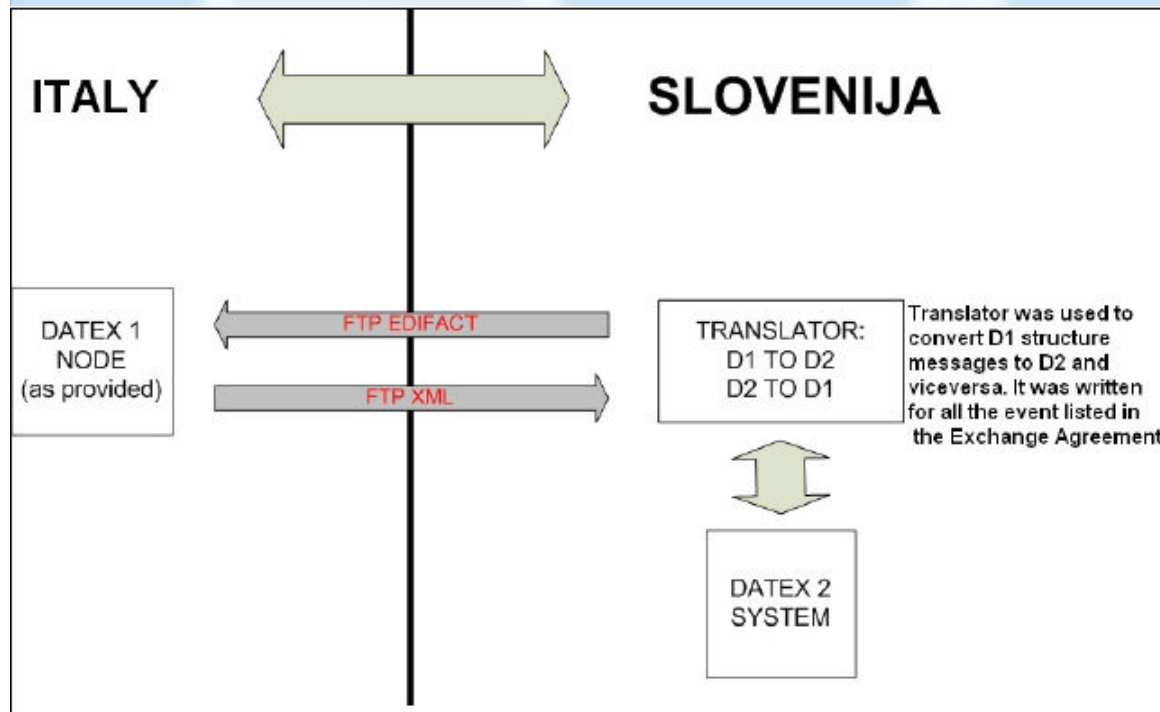 ITALY
SLOVENIJA
FTP EDIFACT
FTP XML
DATEX 1
NODE
(as provided)
TRANSLATOR:
D1 TO D2
D2 TO D1
Translator was used to
convert D1 structure
messages to D2 and
viceversa. It was written
for all the event listed in
the Exchange Agreement
DATEX 2
SYSTEM